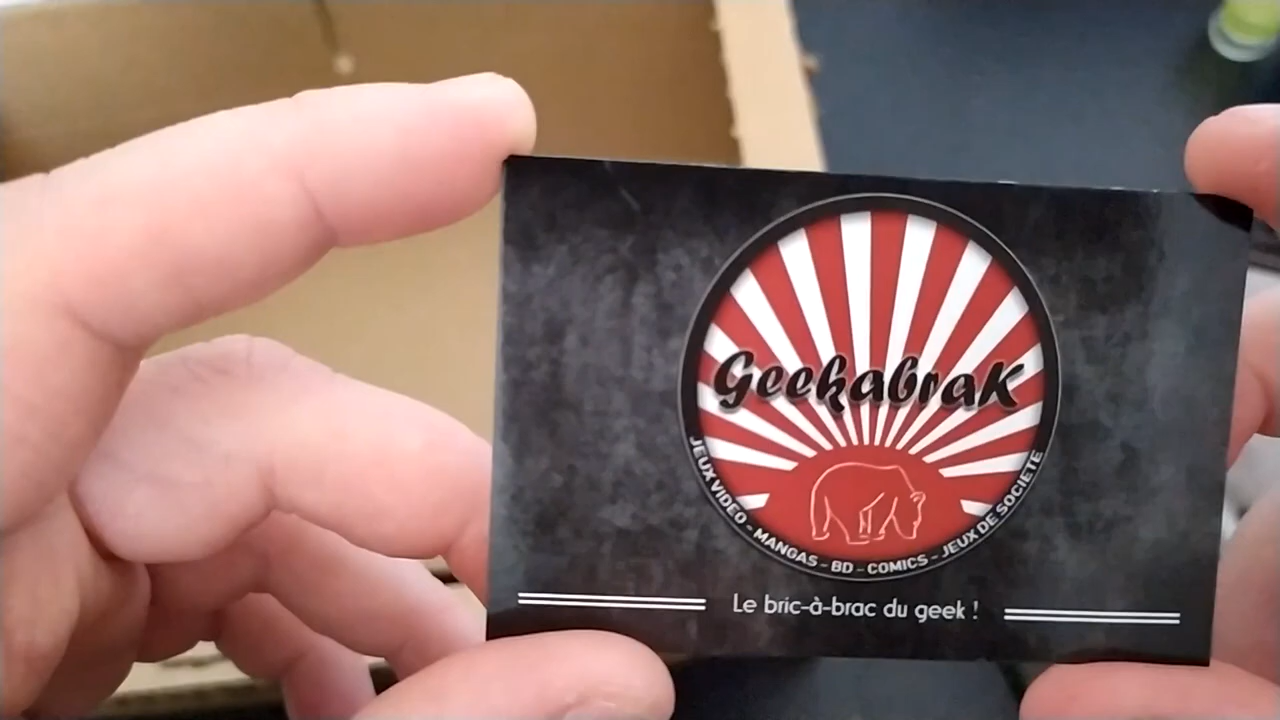 GeekabraK
JEUX VIDEO - MANGAS - BD - COMICS - JEUX DE SOCIETE
Le bric-à-brac du geek !